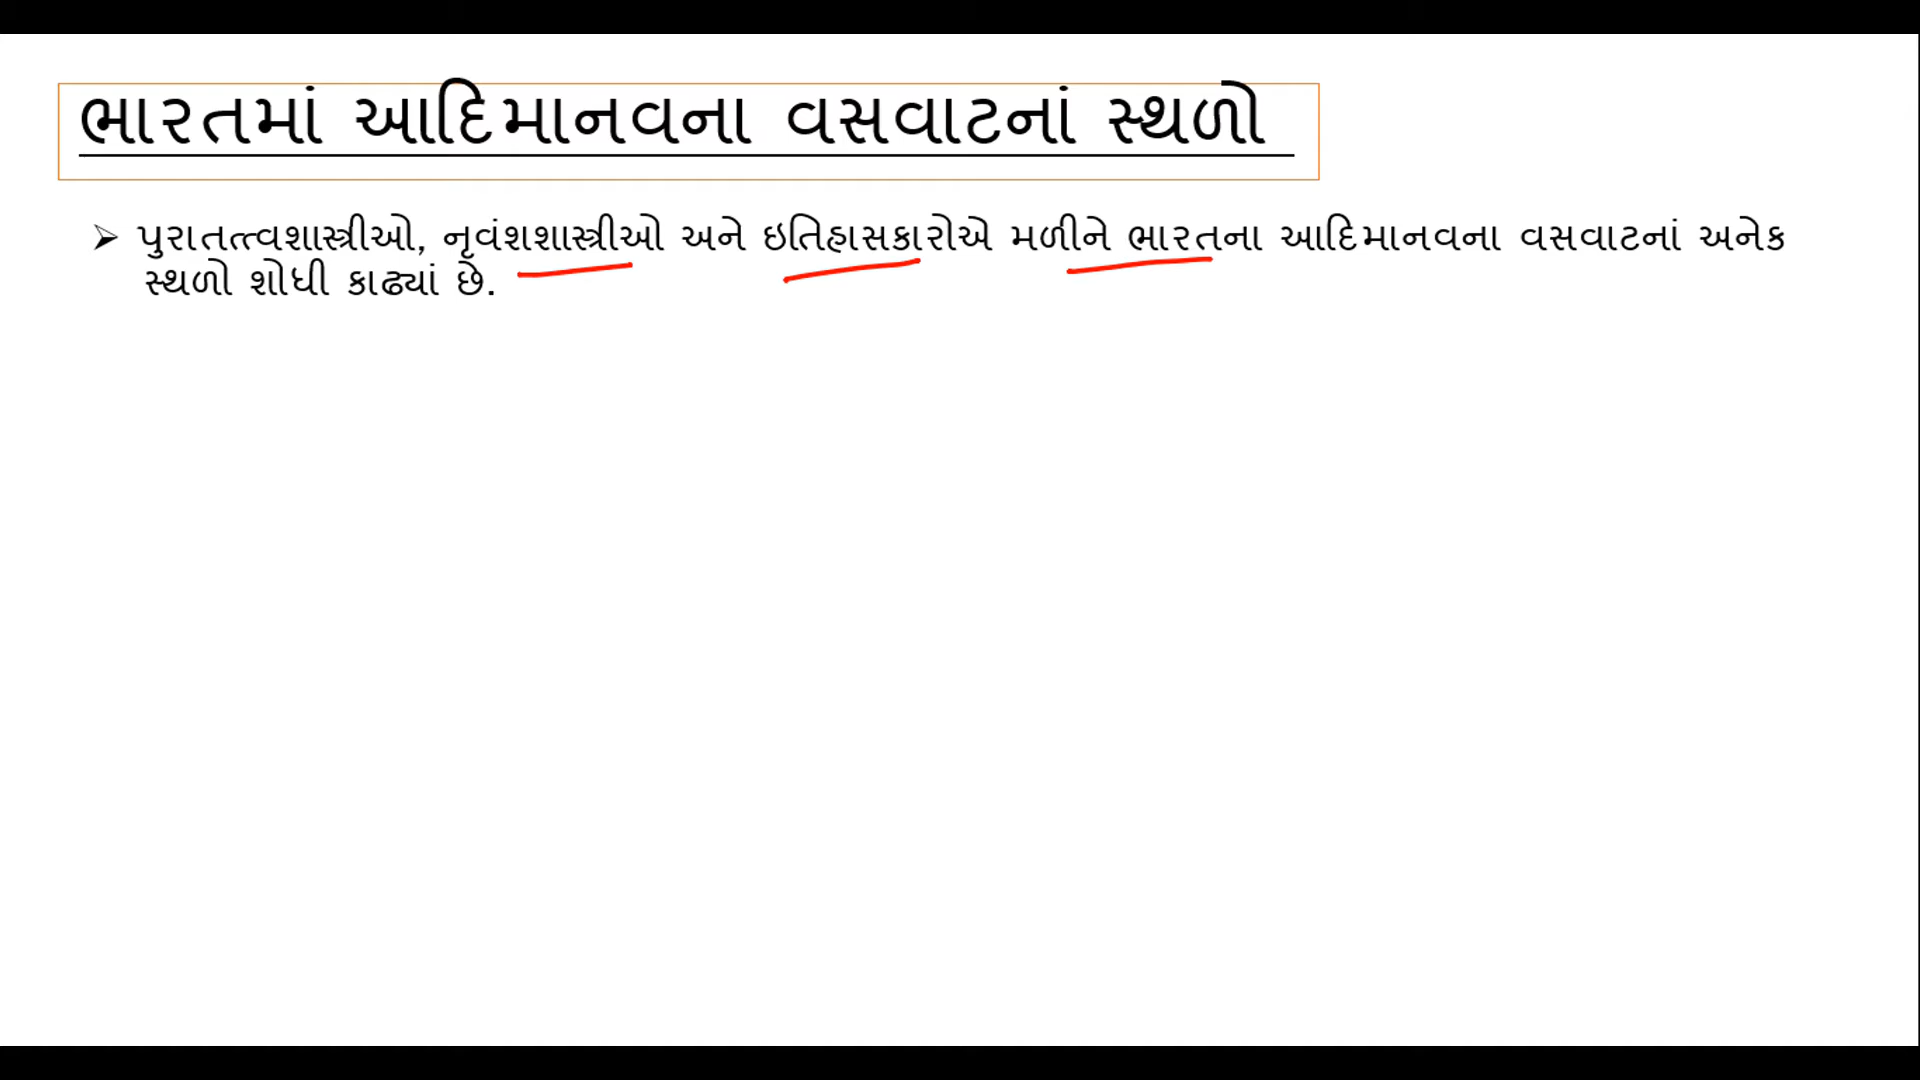 ભારતમાં આદિમાનવના વસવાટનાં સ્થળો
➢ પુરાતત્ત્વશાસ્ત્રીઓ, નૃવંશશાસ્ત્રીઓ અને ઇતિહાસકારોએ મળીને ભારતના આદિમાનવના વસવાટનાં અનેક
સ્થળો શોધી કાઢ્યાં છે.